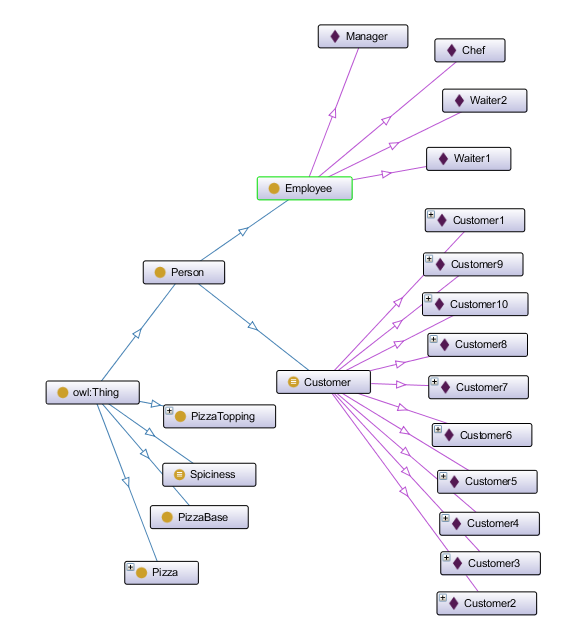 Manager
Chef
Waiter2
Waiter1
Employee
Customer1
Customer9
Person
Customer10
Customer8
Customer
Customer7
owl:Thing
PizzaTopping
Customer6
Spiciness
Customer5
PizzaBase
Customer4
Customer3
Pizza
Customer2